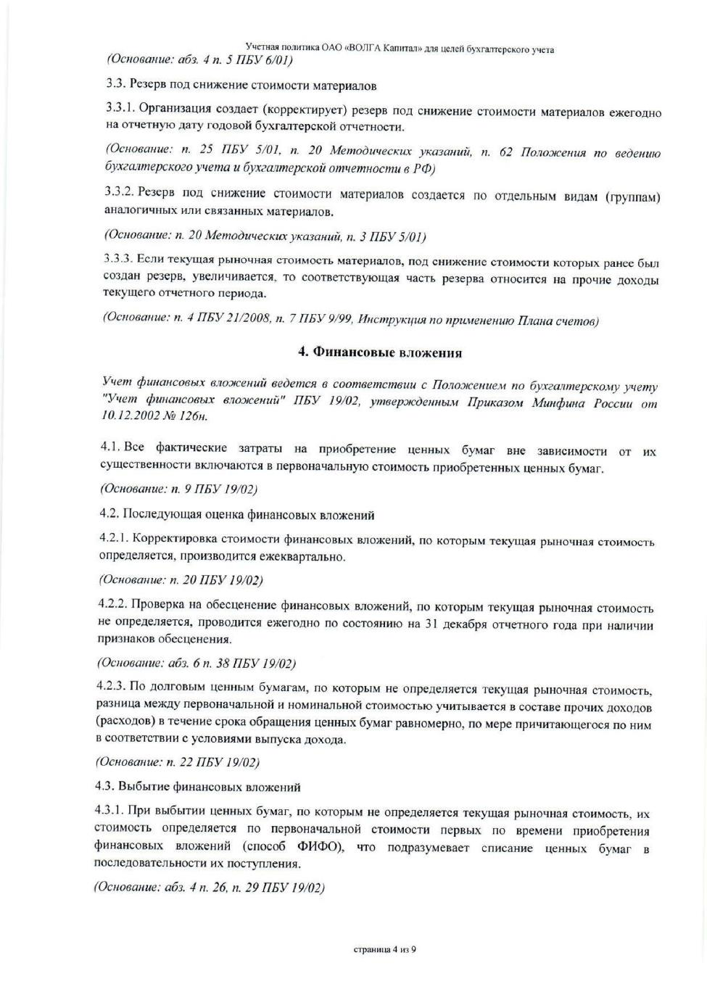 Учетная политика ОАО «ВОЛГА Капитал» для целей бухгалтерского учета
(Основание: абз. 4 п. 5 ПБУ 6/01)
3.3. Резерв под снижение стоимости материалов
3.3.1. Организация создает (корректирует) резерв под снижение стоимости материалов ежегодно
на отчетную дату годовой бухгалтерской отчетности.
(Основание: п. 25 ПБУ 5/01, п. 20 Методических указаний, п. 62 Положения по ведению
бухгалтерского учета и бухгалтерской отчетности в РФ)
3.3.2. Резерв под снижение стоимости материалов создается по отдельным видам (группам)
аналогичных или связанных материалов.
(Основание: п. 20 Методических указаний, п. 3 ПБУ 5/01)
3.3.3. Если текущая рыночная стоимость материалов, под снижение стоимости которых ранее был
создан резерв, увеличивается, то соответствующая часть резерва относится на прочие доходы
текущего отчетного периода.
(Основание: п. 4 ПБУ 21/2008, п. 7 ПБУ 9/99, Инструкция по применению Плана счетов)
4. Финансовые вложения
Учет финансовых вложений ведется в соответствии с Положением по бухгалтерскому учету
"Учет финансовых вложений" ПБУ 19/02, утвержденным Приказом Минфина России от
10.12.2002 № 126н.
4.1. Все фактические затраты на приобретение ценных бумаг вне зависимости от их
существенности включаются в первоначальную стоимость приобретенных ценных бумаг.
(Основание: п. 9 ПБУ 19/02)
4.2. Последующая оценка финансовых вложений
4.2.1. Корректировка стоимости финансовых вложений, по которым текущая рыночная стоимость
определяется, производится ежеквартально.
(Основание: п. 20 ПБУ 19/02)
4.2.2. Проверка на обесценение финансовых вложений, по которым текущая рыночная стоимость
не определяется, проводится ежегодно по состоянию на 31 декабря отчетного года при наличии
признаков обесценения.
(Основание: абз. 6 п. 38 ПБУ 19/02)
4.2.3. По долговым ценным бумагам, по которым не определяется текущая рыночная стоимость,
разница между первоначальной и номинальной стоимостью учитывается в составе прочих доходов
(расходов) в течение срока обращения ценных бумаг равномерно, по мере причитающегося по ним
в соответствии с условиями выпуска дохода.
(Основание: п. 22 ПБУ 19/02)
4.3. Выбытие финансовых вложений
4.3.1. При выбытии ценных бумаг, по которым не определяется текущая рыночная стоимость, их
стоимость определяется по первоначальной стоимости первых по времени приобретения
финансовых вложений (способ ФИФО), что подразумевает списание ценных бумаг в
последовательности их поступления.
(Основание: абз. 4 п. 26, п. 29 ПБУ 19/02)
страница 4 из 9